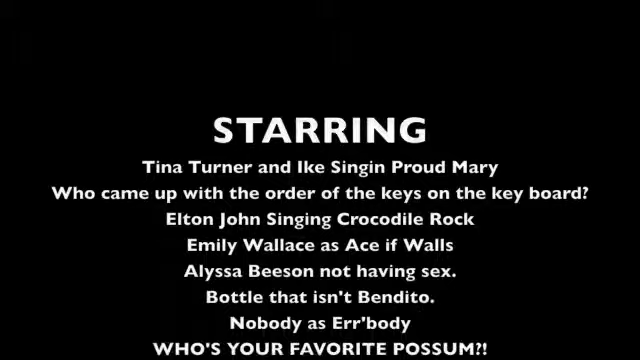 STARRING
Tina Turner and Ike Singin Proud Mary
Who came up with the order of the keys on the key board?
Elton John Singing Crocodile Rock
Emily Wallace as Ace if Walls
Alyssa Beeson not having sex.
Bottle that isn't Bendito.
Nobody as Err'body
WHO'S YOUR FAVORITE POSSUM?!